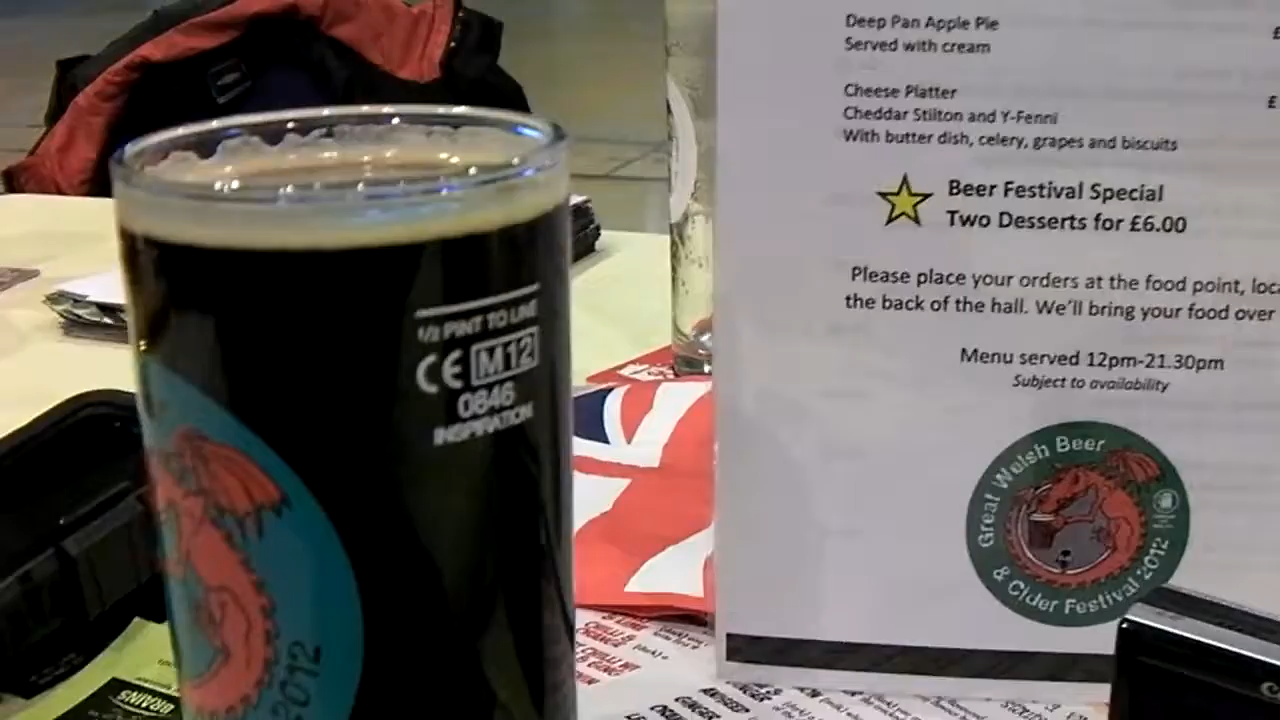 Deep Pan Apple Pie
Served with cream
£
Cheese Platter
£
Cheddar Stilton and Y-Fenni
With butter dish, celery, grapes and biscuits
Beer Festival Special
Two Desserts for £6.00
Please place your orders at the food point, loc
the back of the hall. We'll bring your food over
Menu served 12pm-21.30pm
Subject to availability
Great Welsh Beer
& Cider Festival 2012
1/2 PINT TO LINE
CE M12
0846
INSPIRATION
2012
BRAINS
GINGER